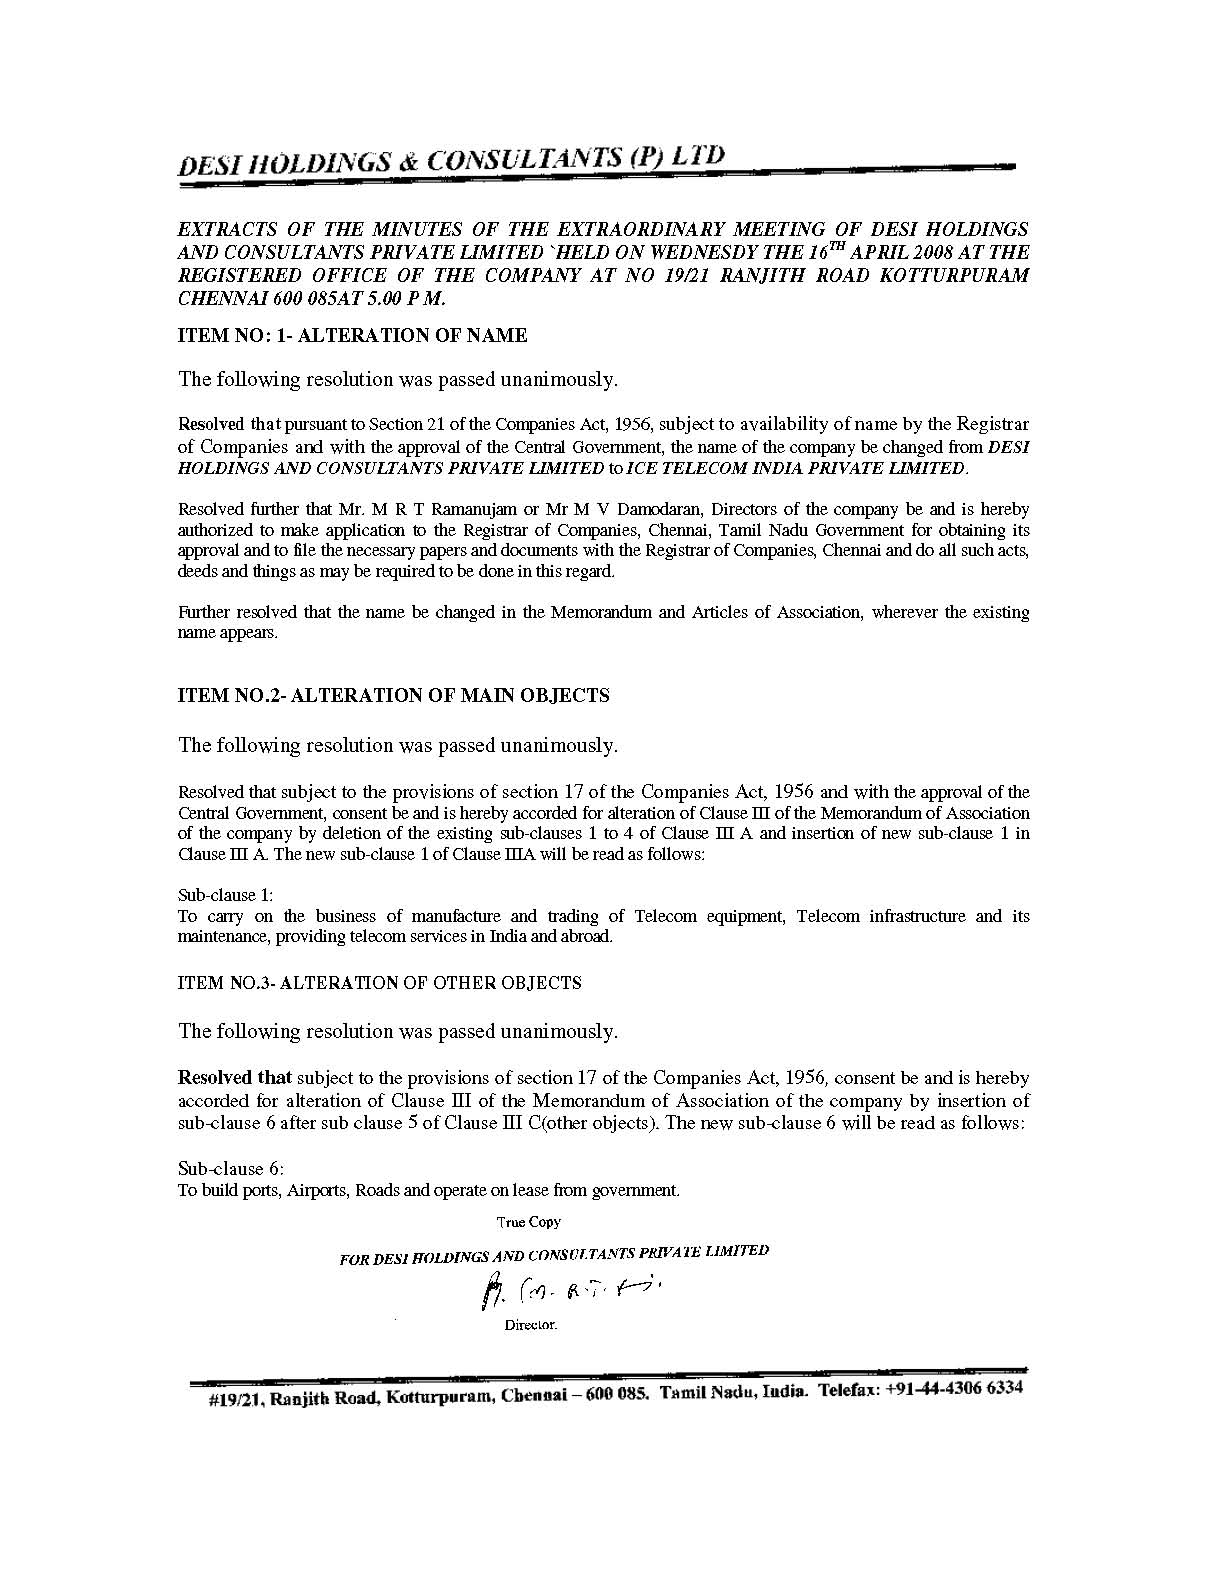 DESI HOLDINGS & CONSULTANTS (P) LTD
EXTRACTS OF THE MINUTES OF THE EXTRAORDINARY MEETING OF DESI HOLDINGS
AND CONSULTANTS PRIVATE LIMITED `HELD ON WEDNESDY THE 16TH APRIL 2008 AT THE
REGISTERED OFFICE OF THE COMPANY AT NO 19/21 RANJITH ROAD KOTTURPURAM
CHENNAI 600 085AT 5.00 P M.
ITEM NO: 1- ALTERATION OF NAME
The following resolution was passed unanimously.
Resolved that pursuant to Section 21 of the Companies Act, 1956, subject to availability of name by the Registrar
of Companies and with the approval of the Central Government, the name of the company be changed from DESI
HOLDINGS AND CONSULTANTS PRIVATE LIMITED to ICE TELECOM INDIA PRIVATE LIMITED.
Resolved further that Mr. M R T Ramanujam or Mr M V Damodaran, Directors of the company be and is hereby
authorized to make application to the Registrar of Companies, Chennai, Tamil Nadu Government for obtaining its
approval and to file the necessary papers and documents with the Registrar of Companies, Chennai and do all such acts,
deeds and things as may be required to be done in this regard.
Further resolved that the name be changed in the Memorandum and Articles of Association, wherever the existing
name appears.
ITEM NO.2- ALTERATION OF MAIN OBJECTS
The following resolution was passed unanimously.
Resolved that subject to the provisions of section 17 of the Companies Act, 1956 and with the approval of the
Central Government, consent be and is hereby accorded for alteration of Clause III of the Memorandum of Association
of the company by deletion of the existing sub-clauses 1 to 4 of Clause III A and insertion of new sub-clause 1 in
Clause III A. The new sub-clause 1 of Clause IIIA will be read as follows:
Sub-clause 1:
To carry on the business of manufacture and trading of Telecom equipment, Telecom infrastructure and its
maintenance, providing telecom services in India and abroad.
ITEM NO.3- ALTERATION OF OTHER OBJECTS
The following resolution was passed unanimously.
Resolved that subject to the provisions of section 17 of the Companies Act, 1956, consent be and is hereby
accorded for alteration of Clause III of the Memorandum of Association of the company by insertion of
sub-clause 6 after sub clause 5 of Clause III C(other objects). The new sub-clause 6 will be read as follows:
Sub-clause 6:
To build ports, Airports, Roads and operate on lease from government.
True Copy
FOR DESI HOLDINGS AND CONSULTANTS PRIVATE LIMITED
Director.
#19/21, Ranjith Road, Kotturpuram, Chennai – 600 085. Tamil Nadu, India. Telefax: +91-44-4306 6334